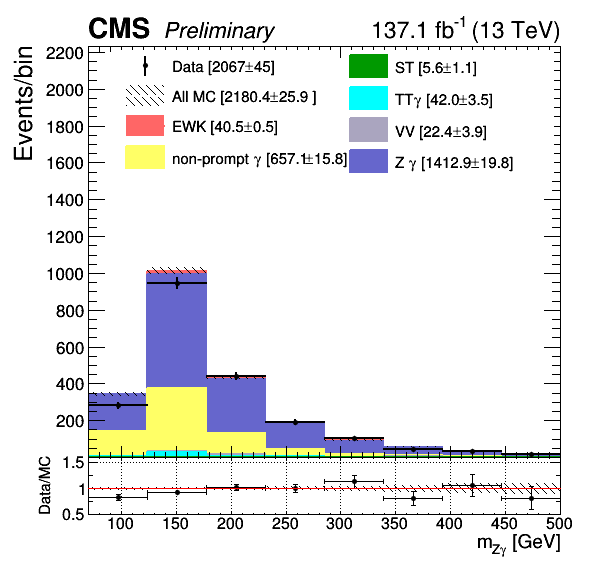 CMS Preliminary 137.1 fb⁻¹ (13 TeV)
Events/bin
2200
2000
1800
1600
1400
1200
1000
800
600
400
200
Data [2067±45]
All MC [2180.4±25.9 ]
EWK [40.5±0.5]
non-prompt γ [657.1±15.8]
ST [5.6±1.1]
TTγ [42.0±3.5]
VV [22.4±3.9]
Z γ [1412.9±19.8]
Data/MC
1.5
1
0.5
100 150 200 250 300 350 400 450 500
m_Zγ [GeV]